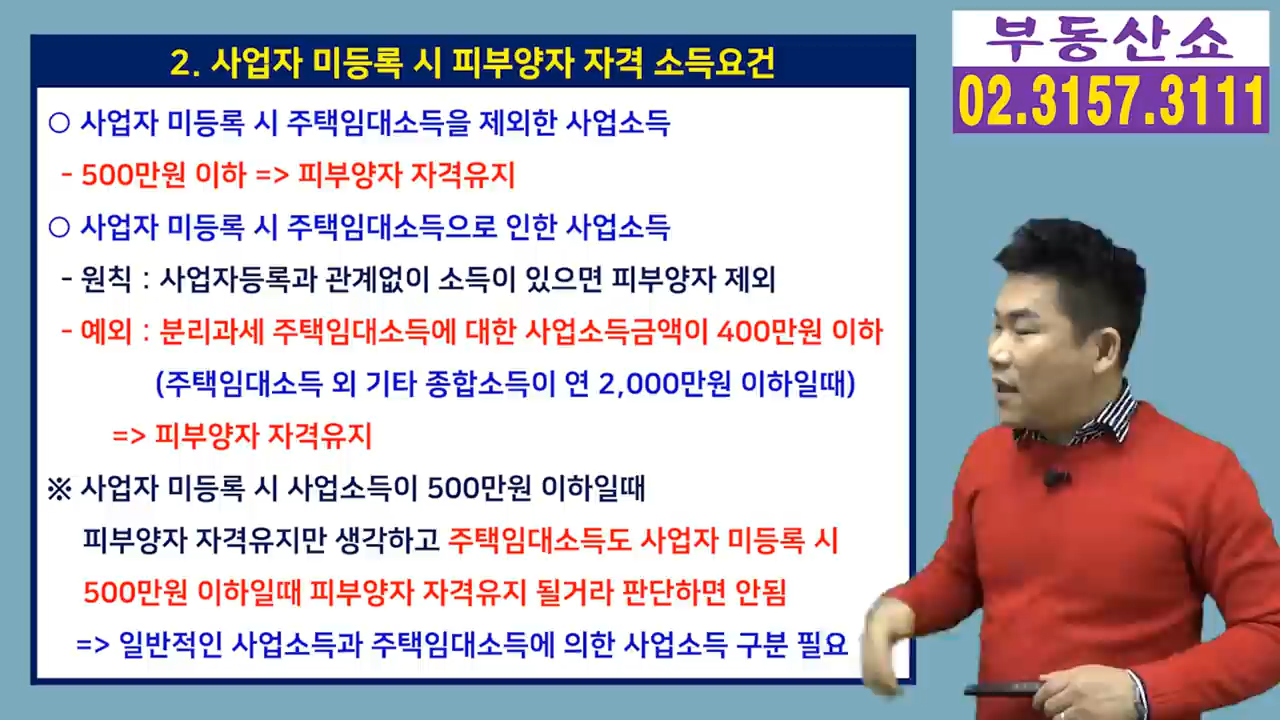 2. 사업자 미등록 시 피부양자 자격 소득요건
○ 사업자 미등록 시 주택임대소득을 제외한 사업소득
- 500만원 이하 => 피부양자 자격유지
○ 사업자 미등록 시 주택임대소득으로 인한 사업소득
- 원칙 : 사업자등록과 관계없이 소득이 있으면 피부양자 제외
- 예외 : 분리과세 주택임대소득에 대한 사업소득금액이 400만원 이하
(주택임대소득 외 기타 종합소득이 연 2,000만원 이하일때)
=> 피부양자 자격유지
※ 사업자 미등록 시 사업소득이 500만원 이하일때
피부양자 자격유지만 생각하고 주택임대소득도 사업자 미등록 시
500만원 이하일때 피부양자 자격유지 될거라 판단하면 안됨
=> 일반적인 사업소득과 주택임대소득에 의한 사업소득 구분 필요
부동산쇼
02.3157.3111